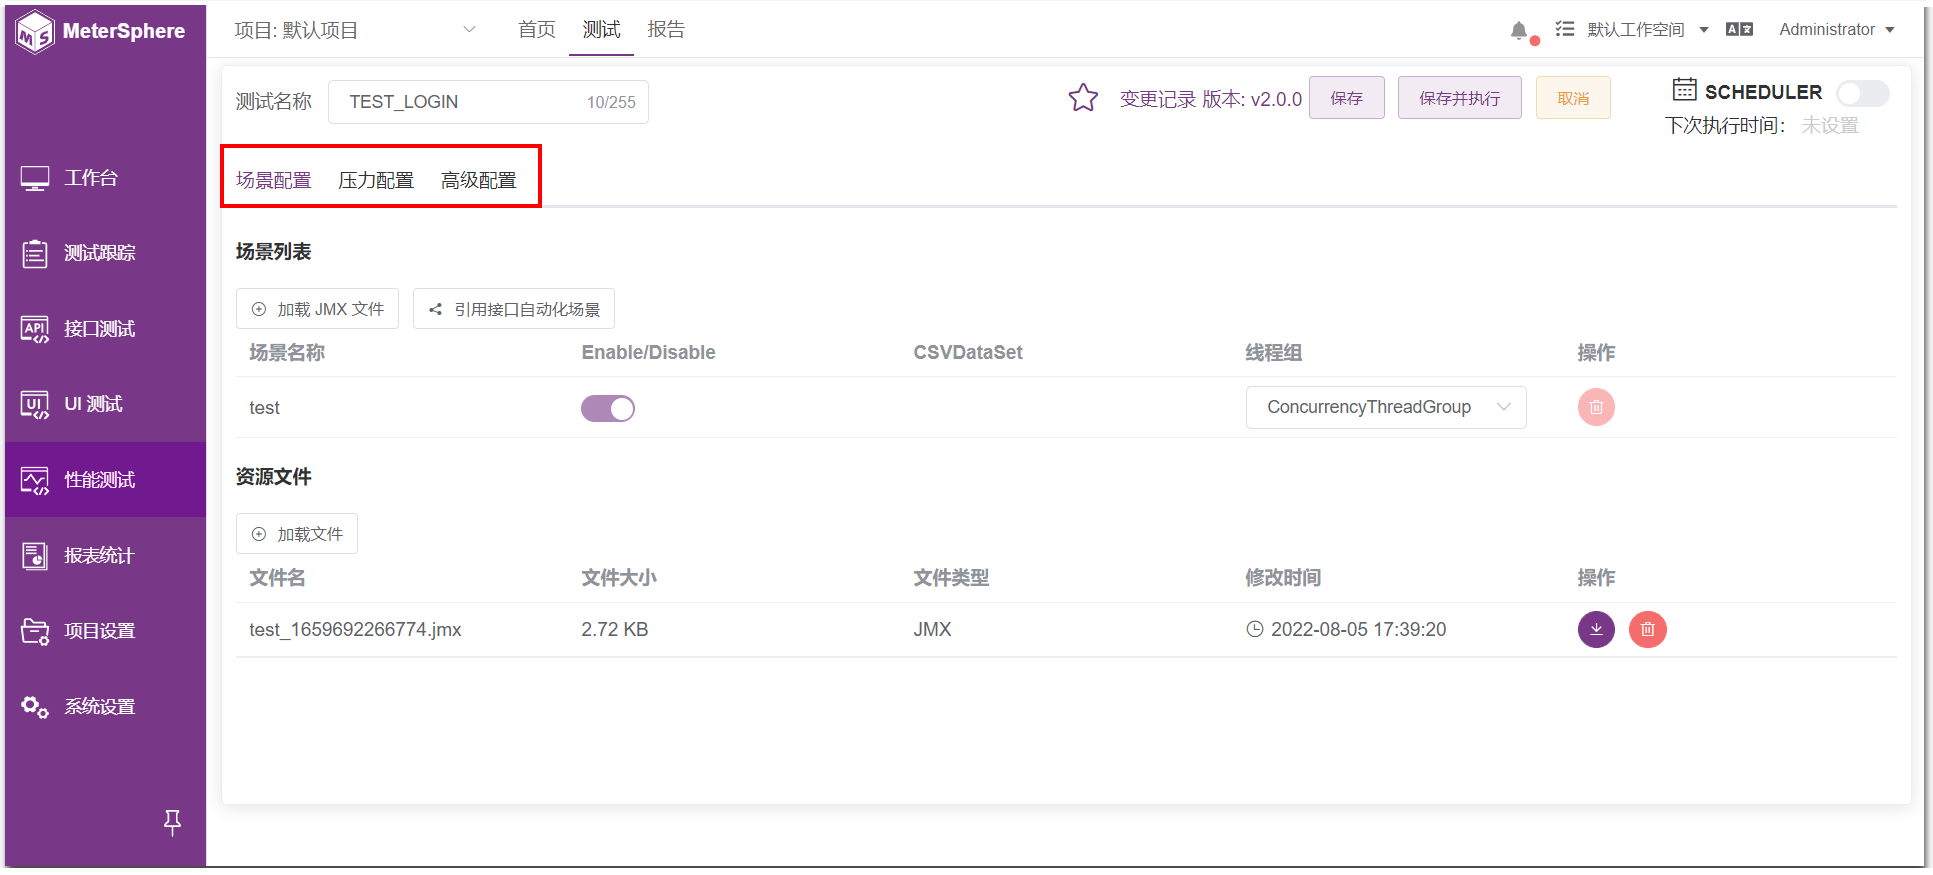 MeterSphere
项目: 默认项目
首页 测试 报告
默认工作空间
Administrator
测试名称 TEST_LOGIN 10/255
变更记录 版本: v2.0.0 保存 保存并执行 取消
SCHEDULER
下次执行时间: 未设置
工作台
测试跟踪
API 接口测试
UI UI 测试
性能测试
报表统计
项目设置
系统设置
场景配置 压力配置 高级配置
场景列表
加载 JMX 文件 引用接口自动化场景
场景名称 Enable/Disable CSVDataSet 线程组 操作
test ConcurrencyThreadGroup
资源文件
加载文件
文件名 文件大小 文件类型 修改时间 操作
test_1659692266774.jmx 2.72 KB JMX 2022-08-05 17:39:20